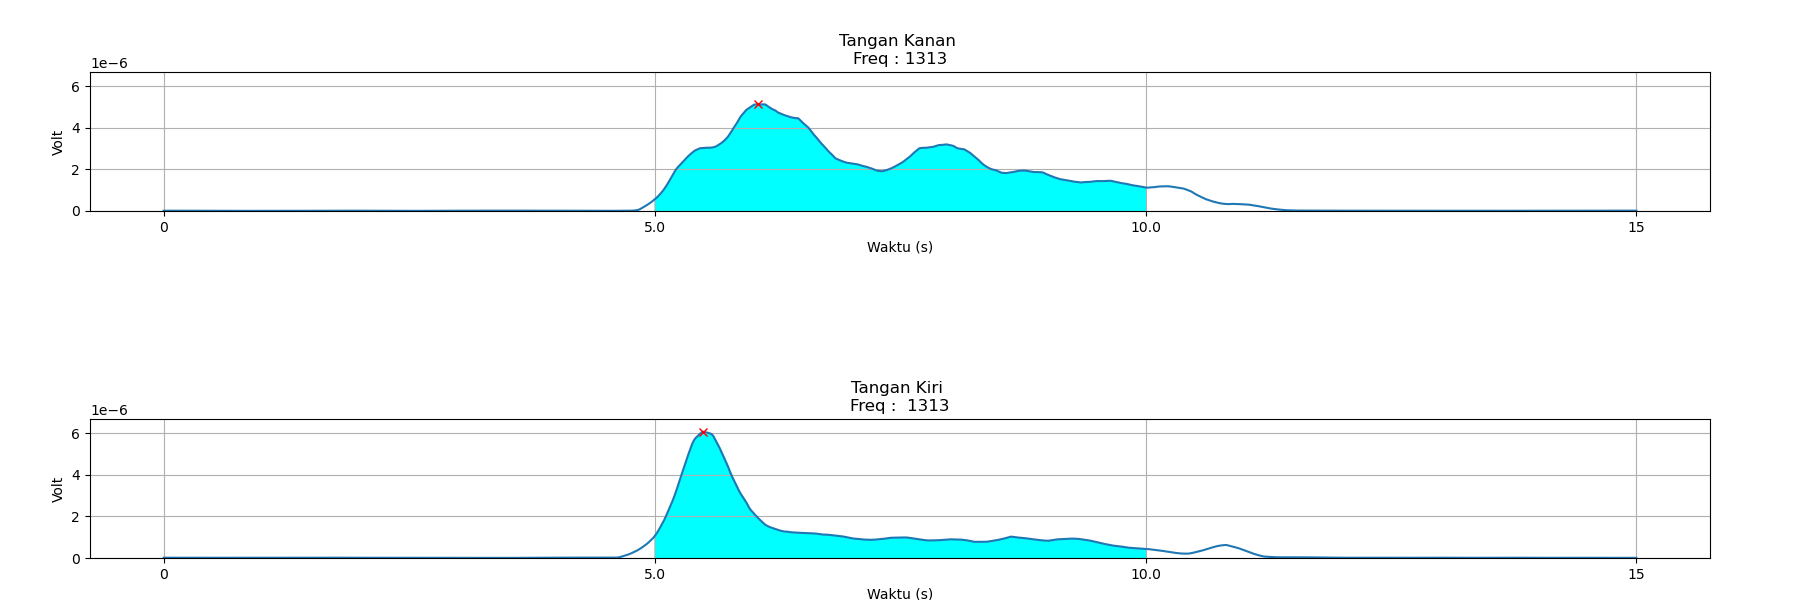 Tangan Kanan
Freq : 1313
1e−6
6
4
2
0
Volt
0 5.0 10.0 15
Waktu (s)
Tangan Kiri
Freq :  1313
1e−6
6
4
2
0
Volt
0 5.0 10.0 15
Waktu (s)